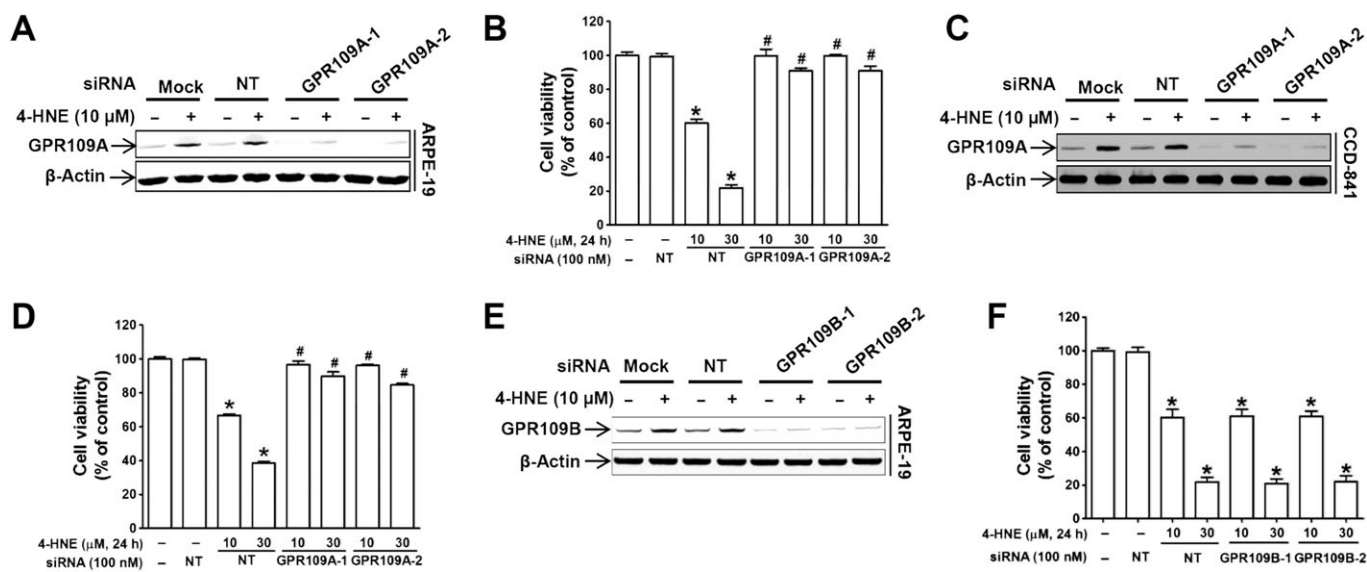 A
siRNA Mock NT GPR109A-1 GPR109A-2
4-HNE (10 μM) – + – + – + – +
GPR109A
β-Actin
ARPE-19
B
Cell viability
(% of control)
120
100
80
60
40
20
0
* * # # # #
4-HNE (μM, 24 h) – – 10 30 10 30 10 30
siRNA (100 nM) – NT NT GPR109A-1 GPR109A-2
C
siRNA Mock NT GPR109A-1 GPR109A-2
4-HNE (10 μM) – + – + – + – +
GPR109A
β-Actin
CCD-841
D
Cell viability
(% of control)
120
100
80
60
40
20
0
* * # # # #
4-HNE (μM, 24 h) – – 10 30 10 30 10 30
siRNA (100 nM) – NT NT GPR109A-1 GPR109A-2
E
siRNA Mock NT GPR109B-1 GPR109B-2
4-HNE (10 μM) – + – + – + – +
GPR109B
β-Actin
ARPE-19
F
Cell viability
(% of control)
120
100
80
60
40
20
0
* * * * * *
4-HNE (μM, 24 h) – – 10 30 10 30 10 30
siRNA (100 nM) – NT NT GPR109B-1 GPR109B-2